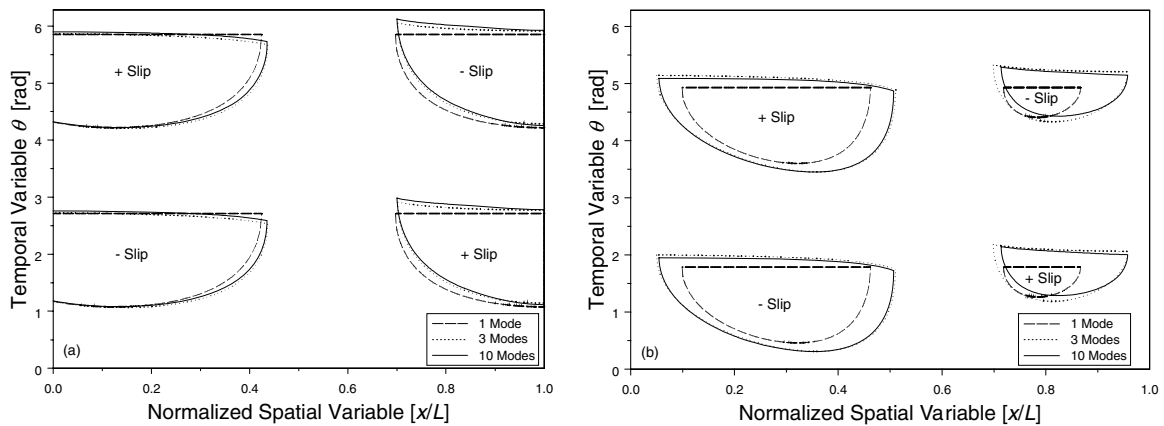 6
5
4
3
2
1
0
Temporal Variable θ [rad]
+ Slip
- Slip
- Slip
+ Slip
(a)
1 Mode
3 Modes
10 Modes
0.0 0.2 0.4 0.6 0.8 1.0
Normalized Spatial Variable [x/L]
6
5
4
3
2
1
0
Temporal Variable θ [rad]
+ Slip
- Slip
- Slip
+ Slip
(b)
1 Mode
3 Modes
10 Modes
0.0 0.2 0.4 0.6 0.8 1.0
Normalized Spatial Variable [x/L]